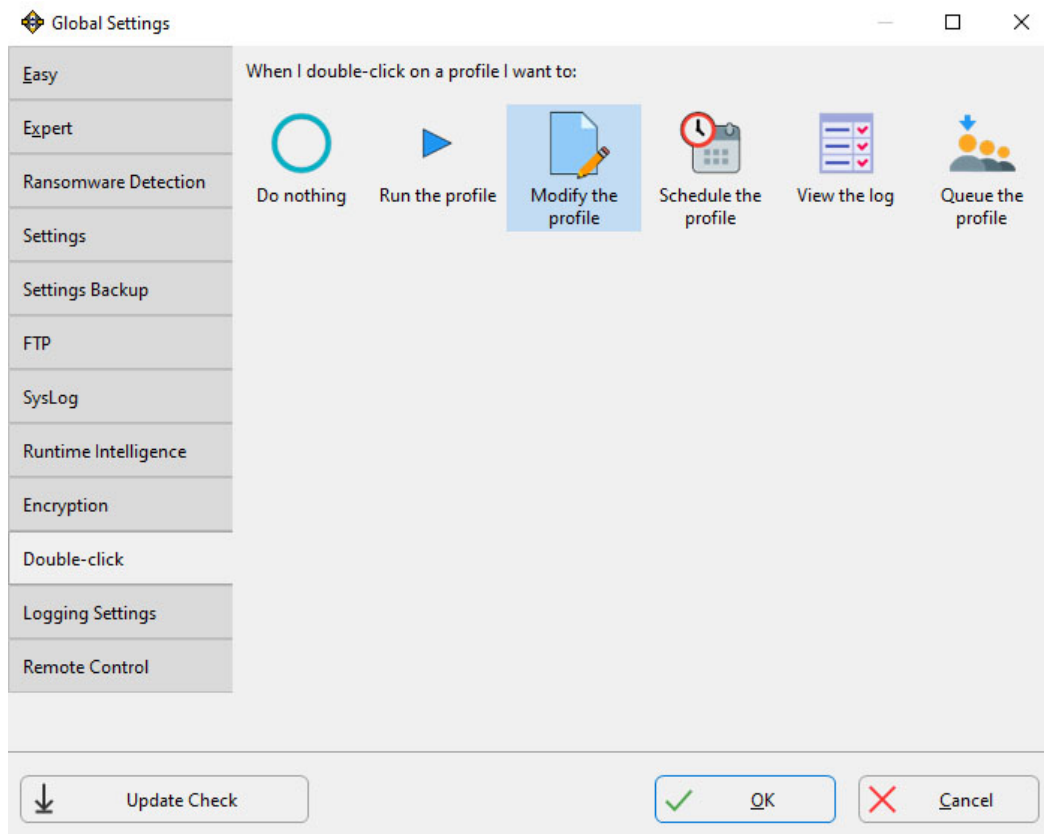 Global Settings
Easy
Expert
Ransomware Detection
Settings
Settings Backup
FTP
SysLog
Runtime Intelligence
Encryption
Double-click
Logging Settings
Remote Control
When I double-click on a profile I want to:
Do nothing
Run the profile
Modify the
profile
Schedule the
profile
View the log
Queue the
profile
Update Check
OK
Cancel